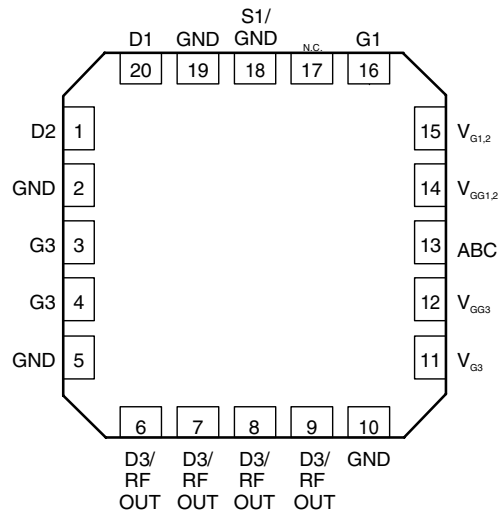 S1/
D1 GND GND N.C. G1
20 19 18 17 16
D2 1 15 VG1,2
GND 2 14 VGG1,2
G3 3 13 ABC
G3 4 12 VGG3
GND 5 11 VG3
6 7 8 9 10
D3/ D3/ D3/ D3/ GND
RF RF RF RF
OUT OUT OUT OUT